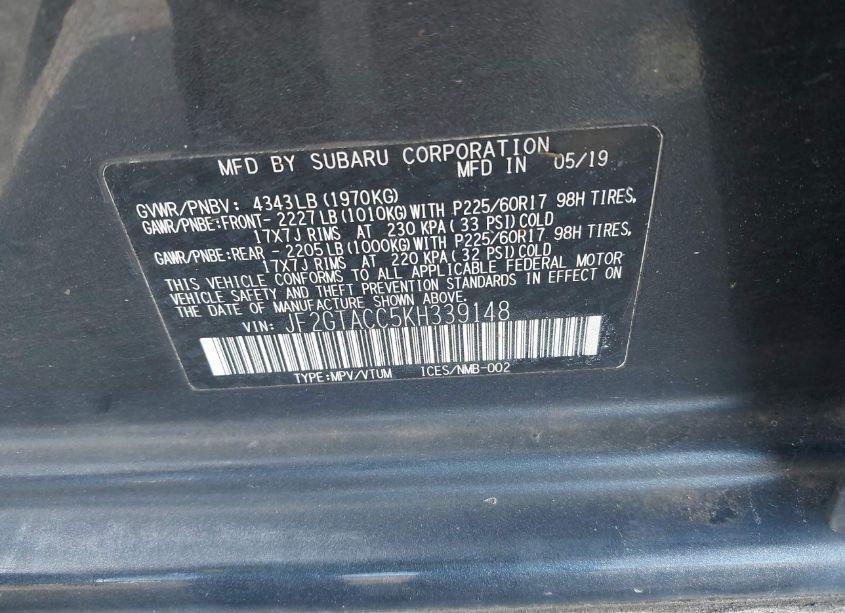 MFD BY SUBARU CORPORATION
MFD IN 05/19
GVWR/PNBV: 4343LB (1970KG)
GAWR/PNBE:FRONT- 2227LB(1010KG)WITH P225/60R17 98H TIRES,
17X7J RIMS AT 230 KPA( 33 PSI)COLD
GAWR/PNBE:REAR - 2205LB(1000KG)WITH P225/60R17 98H TIRES,
17X7J RIMS AT 220 KPA( 32 PSI)COLD
THIS VEHICLE CONFORMS TO ALL APPLICABLE FEDERAL MOTOR
VEHICLE SAFETY AND THEFT PREVENTION STANDARDS IN EFFECT ON
THE DATE OF MANUFACTURE SHOWN ABOVE.
VIN: JF2GTACC5KH339148
TYPE:MPV/VTUM ICES/NMB-002